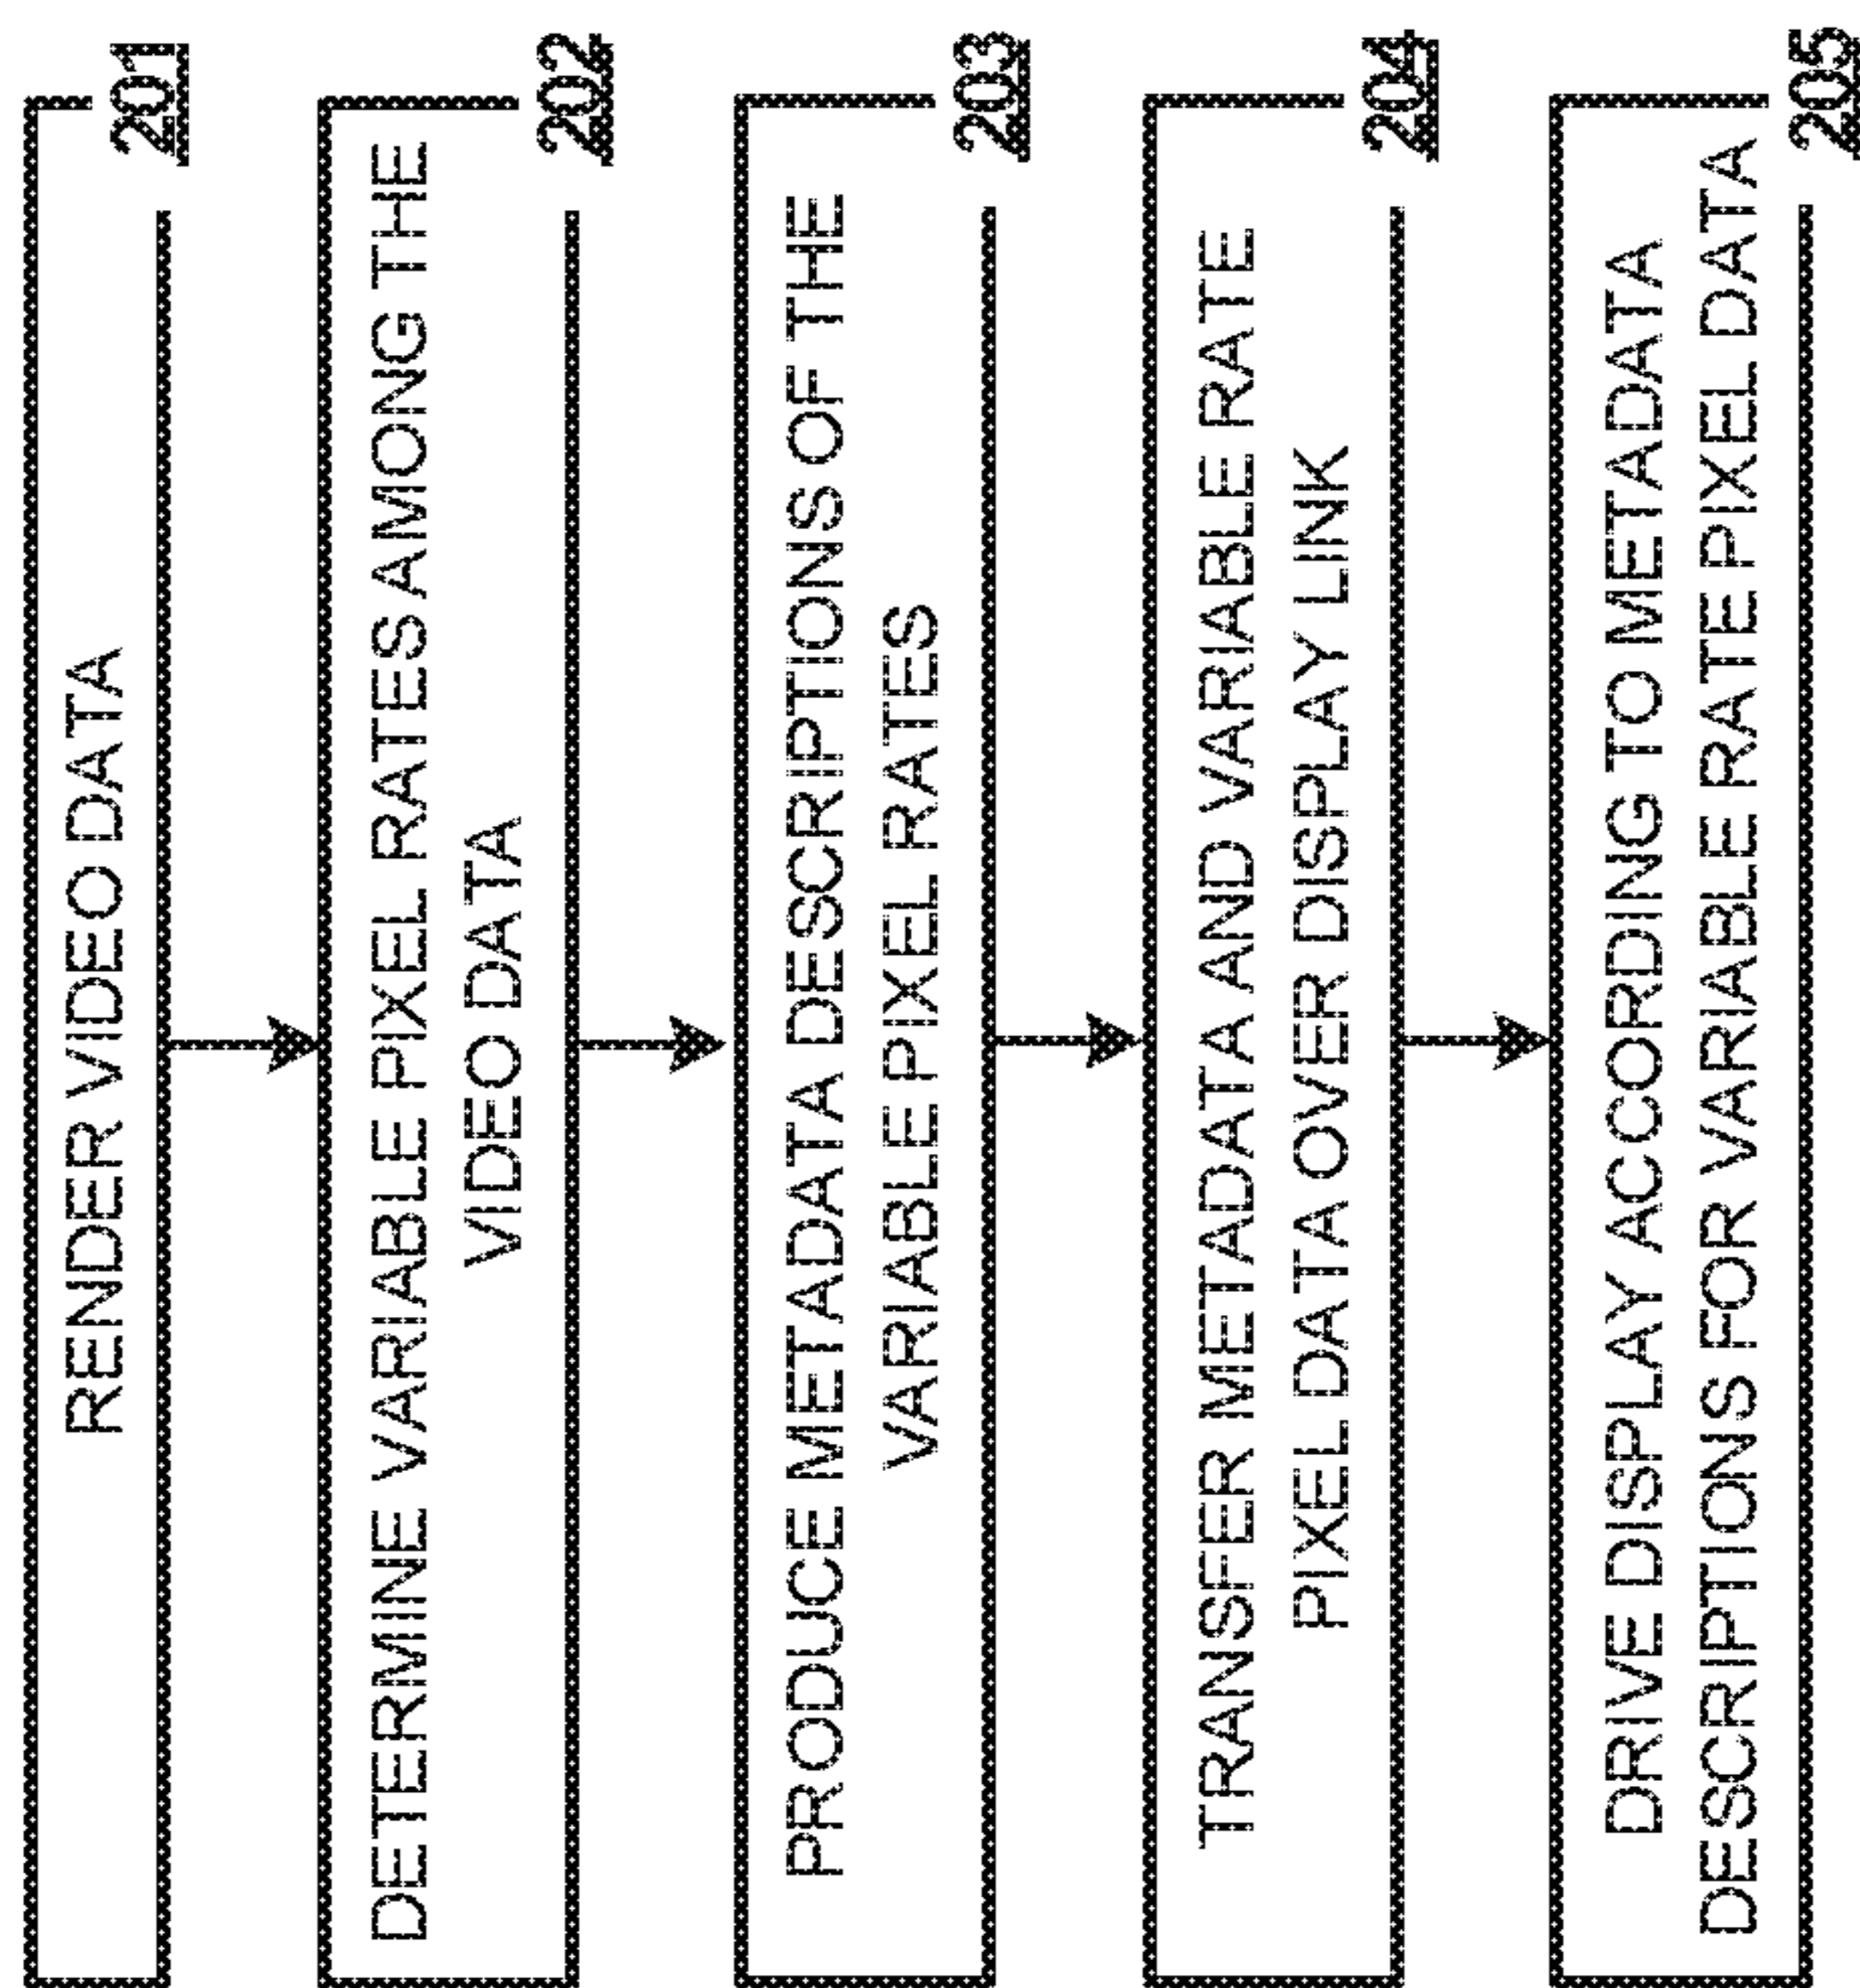 RENDER VIDEO DATA
201
DETERMINE VARIABLE PIXEL RATES AMONG THE
VIDEO DATA
202
PRODUCE METADATA DESCRIPTIONS OF THE
VARIABLE PIXEL RATES
203
TRANSFER METADATA AND VARIABLE RATE
PIXEL DATA OVER DISPLAY LINK
204
DRIVE DISPLAY ACCORDING TO METADATA
DESCRIPTIONS FOR VARIABLE RATE PIXEL DATA
205